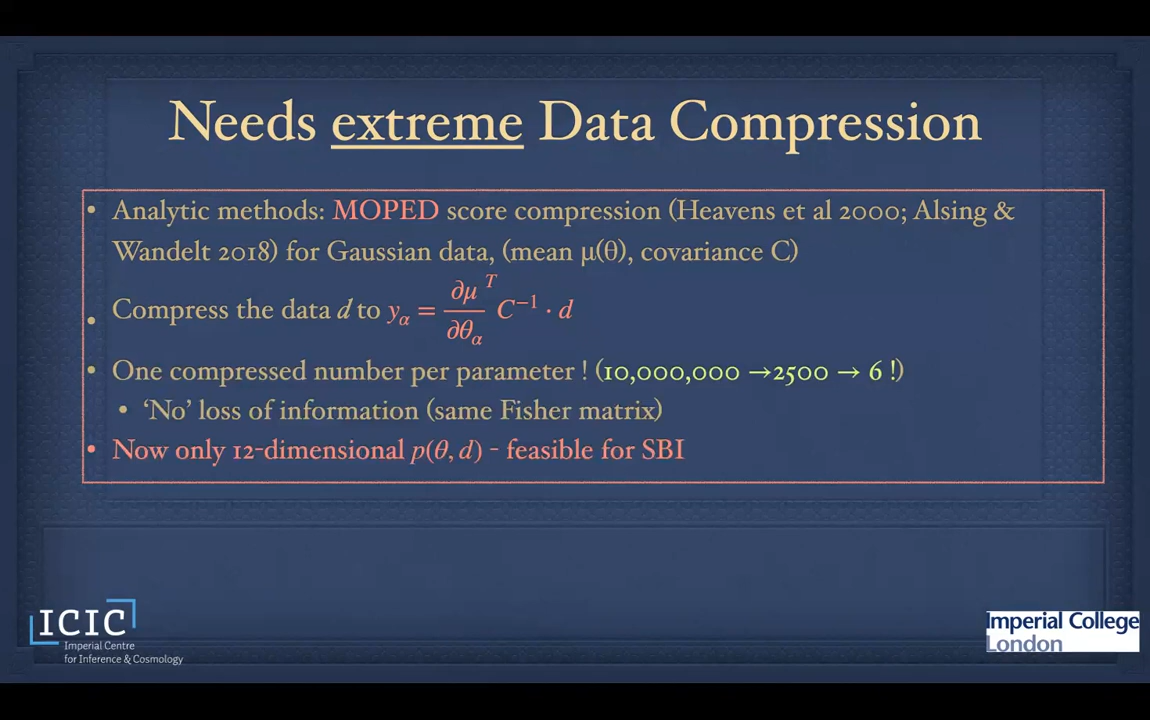 Needs extreme Data Compression
• Analytic methods: MOPED score compression (Heavens et al 2000; Alsing &
Wandelt 2018) for Gaussian data, (mean μ(θ), covariance C)
• Compress the data d to y_α = ∂μ/∂θ_α ^T C⁻¹ · d
• One compressed number per parameter ! (10,000,000 →2500 → 6 !)
• ‘No’ loss of information (same Fisher matrix)
• Now only 12-dimensional p(θ, d) - feasible for SBI
ICIC
Imperial Centre
for Inference & Cosmology
Imperial College
London